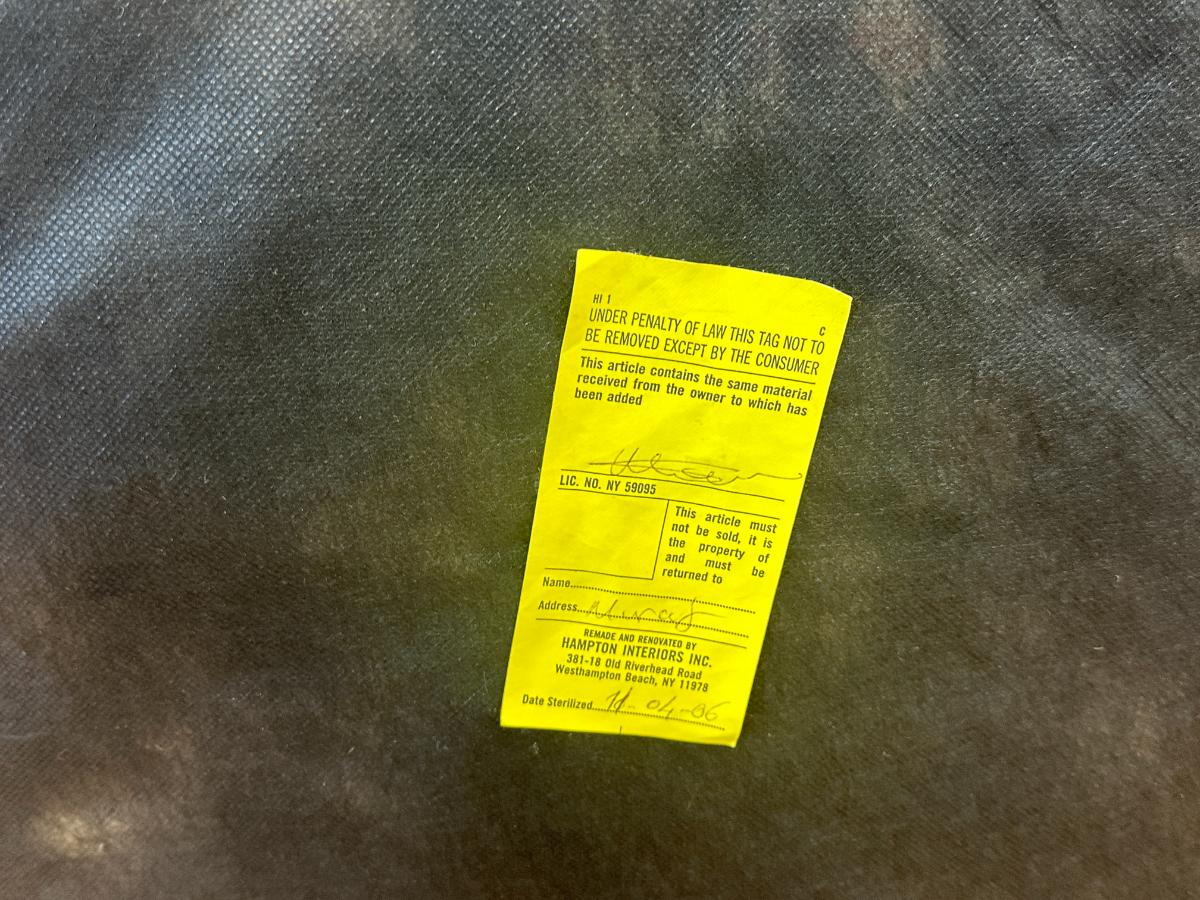 HI 1
C
UNDER PENALTY OF LAW THIS TAG NOT TO
BE REMOVED EXCEPT BY THE CONSUMER
This article contains the same material
received from the owner to which has
been added
LIC. NO. NY 59095
This article must
not be sold, it is
the property of
and must be
returned to
Name
Address
REMADE AND RENOVATED BY
HAMPTON INTERIORS INC.
381-18 Old Riverhead Road
Westhampton Beach, NY 11978
Date Sterilized 04-06